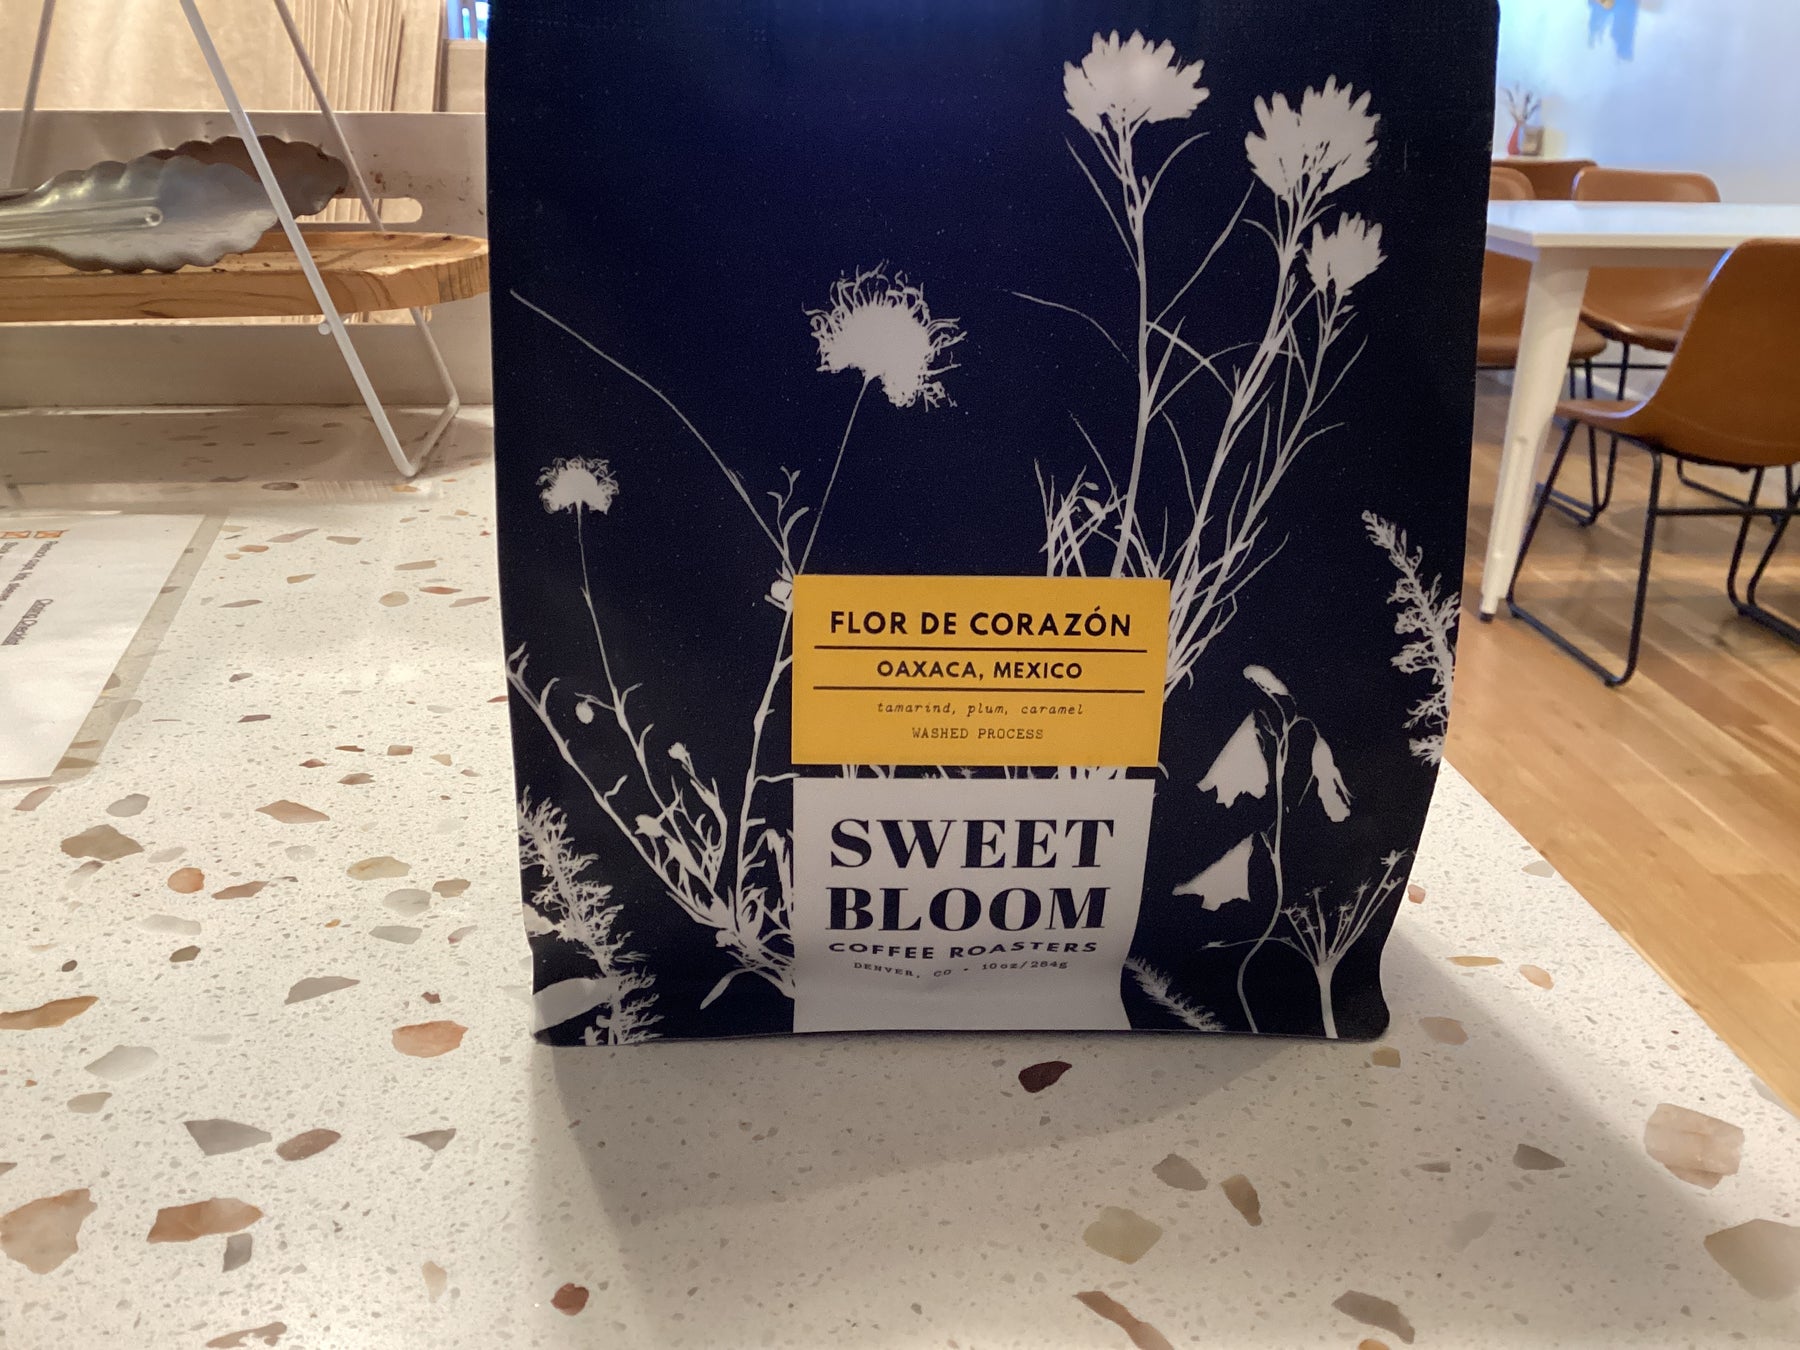 FLOR DE CORAZÓN
OAXACA, MEXICO
tamarind, plum, caramel
WASHED PROCESS
SWEET
BLOOM
COFFEE ROASTERS
DENVER, CO • 10oz/284g